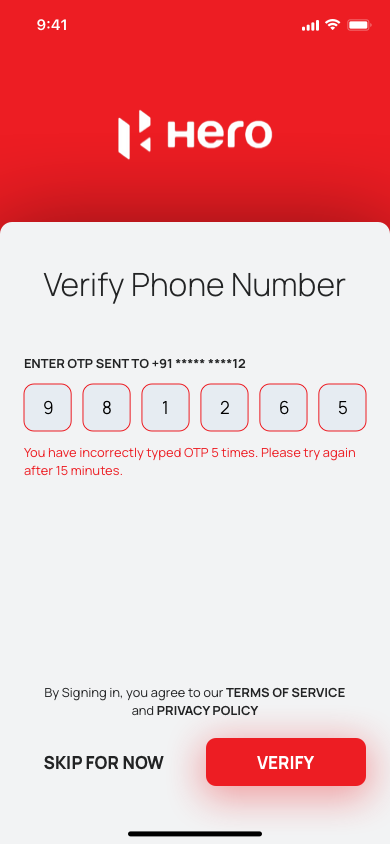 9:41
Hero
Verify Phone Number
ENTER OTP SENT TO +91 ***** ****12
9 8 1 2 6 5
You have incorrectly typed OTP 5 times. Please try again
after 15 minutes.
By Signing in, you agree to our TERMS OF SERVICE
and PRIVACY POLICY
SKIP FOR NOW VERIFY